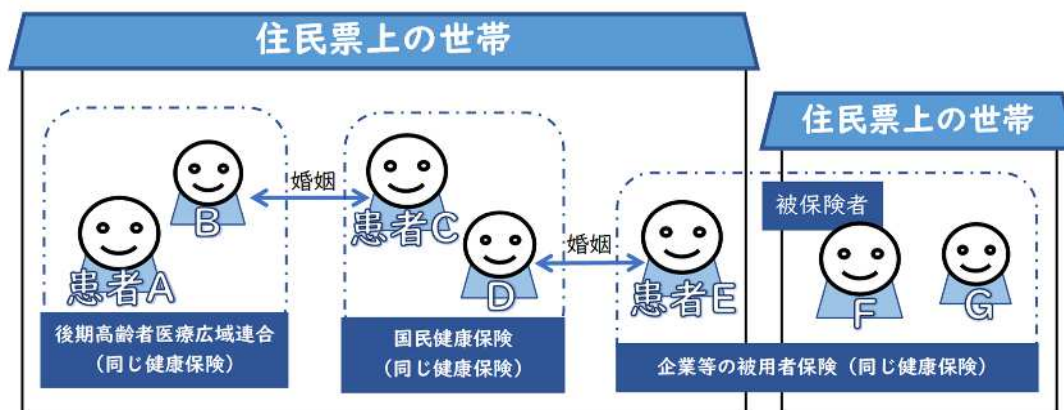 住民票上の世帯
住民票上の世帯
婚姻
被保険者
B
患者C
婚姻
患者A
D
患者E
F
G
後期高齢者医療広域連合
（同じ健康保険）
国民健康保険
（同じ健康保険）
企業等の被用者保険（同じ健康保険）